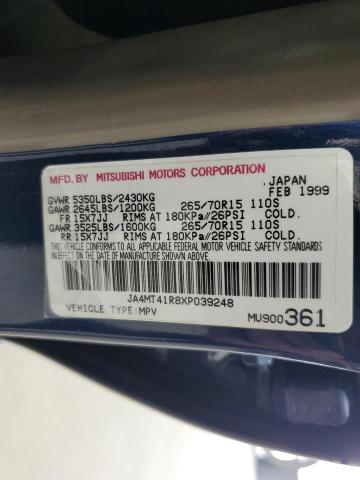 MFD. BY MITSUBISHI MOTORS CORPORATION
JAPAN
GVWR 5350LBS/2430KG FEB 1999
GAWR 2645LBS/1200KG 265/70R15 110S
FR 15X7JJ RIMS AT 180KPa//26PSI COLD.
GAWR 3525LBS/1600KG 265/70R15 110S
RR 15X7JJ RIMS AT 180KPa//26PSI COLD.
THIS VEHICLE CONFORMS TO ALL APPLICABLE
FEDERAL MOTOR VEHICLE SAFETY STANDARDS IN
EFFECT ON THE DATE OF MANUFACTURE SHOWN ABOVE.
JA4MT41R8XP039248
VEHICLE TYPE:MPV MU900361